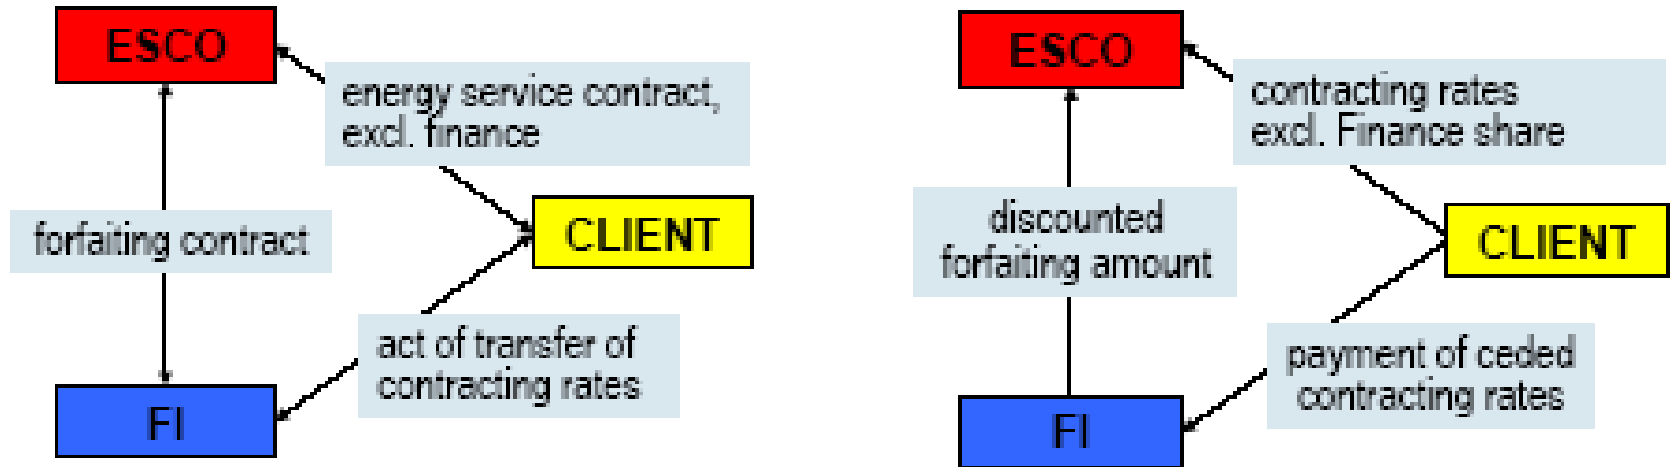 ESCO
energy service contract,
excl. finance
forfaiting contract
CLIENT
act of transfer of
contracting rates
FI
ESCO
contracting rates
excl. Finance share
discounted
forfaiting amount
CLIENT
payment of ceded
contracting rates
FI